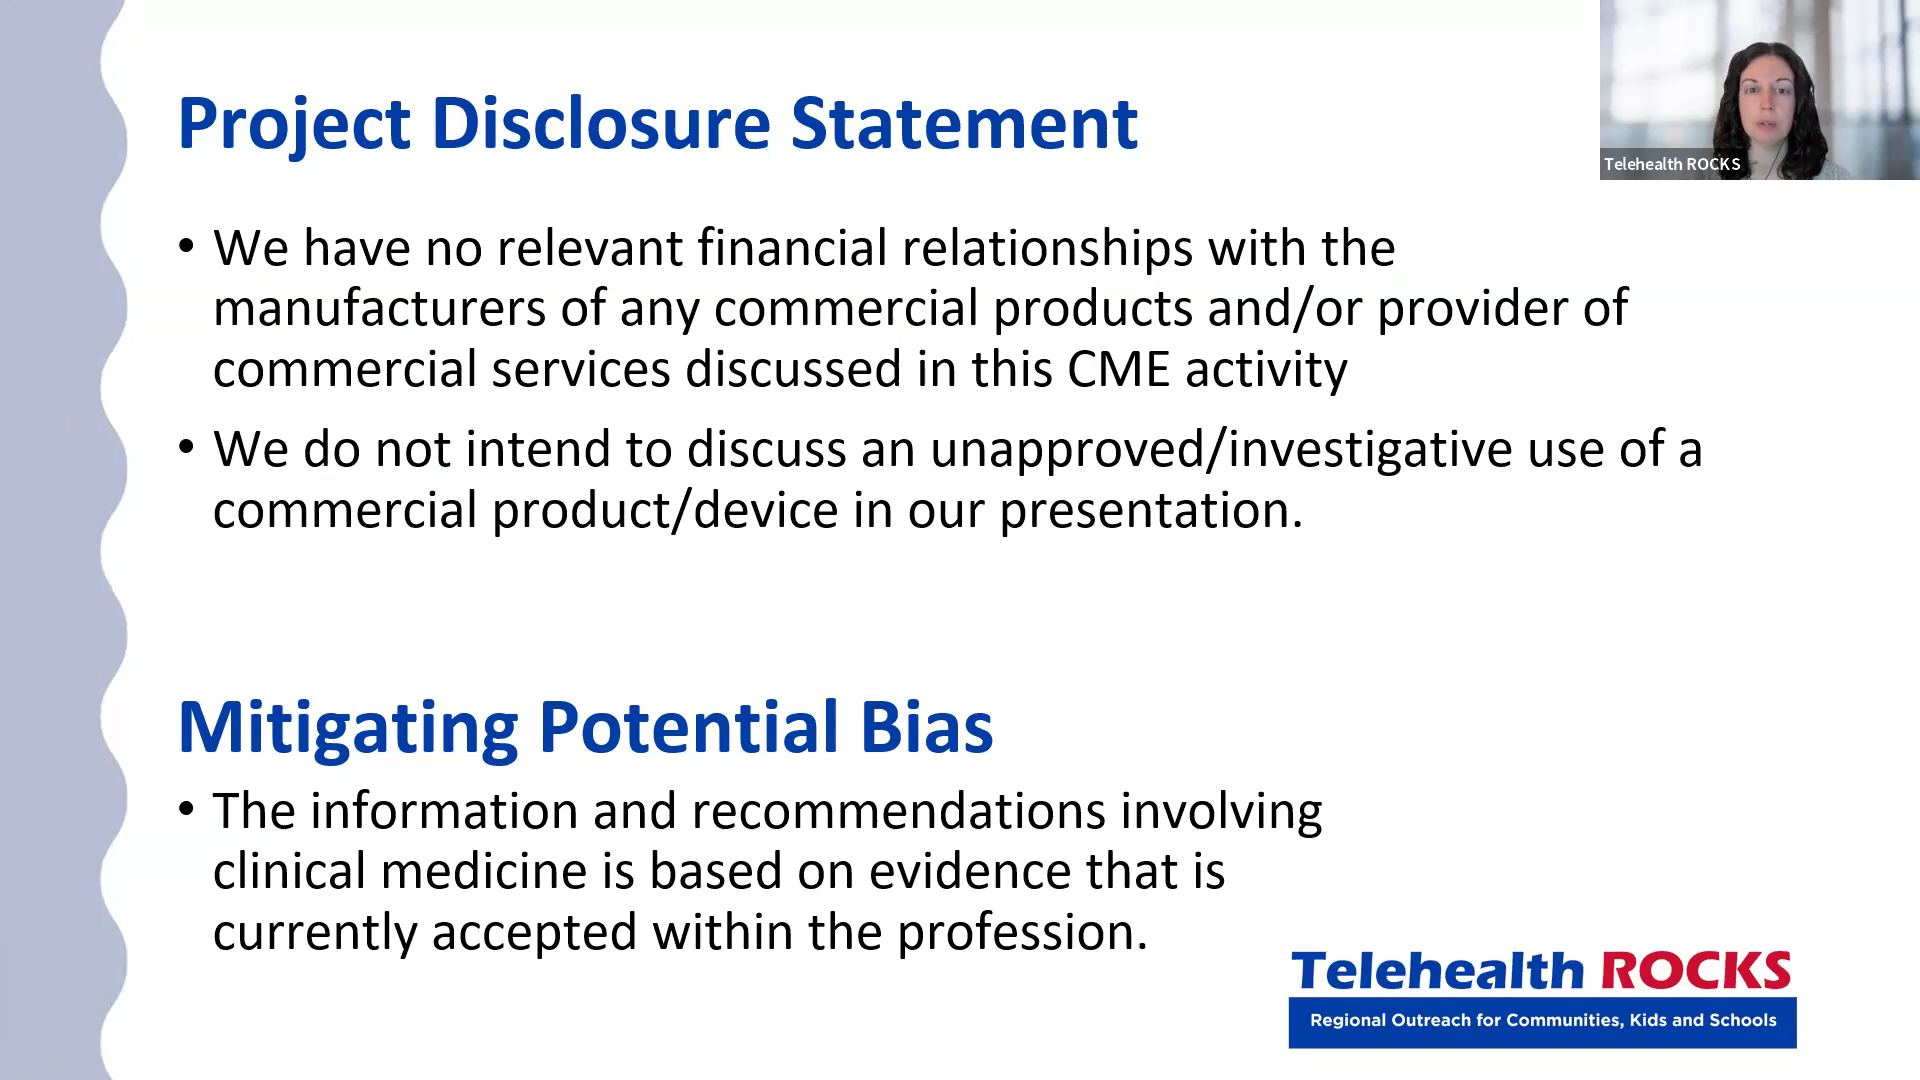 Project Disclosure Statement
Telehealth ROCKS
• We have no relevant financial relationships with the
manufacturers of any commercial products and/or provider of
commercial services discussed in this CME activity
• We do not intend to discuss an unapproved/investigative use of a
commercial product/device in our presentation.
Mitigating Potential Bias
• The information and recommendations involving
clinical medicine is based on evidence that is
currently accepted within the profession.
Telehealth ROCKS
Regional Outreach for Communities, Kids and Schools